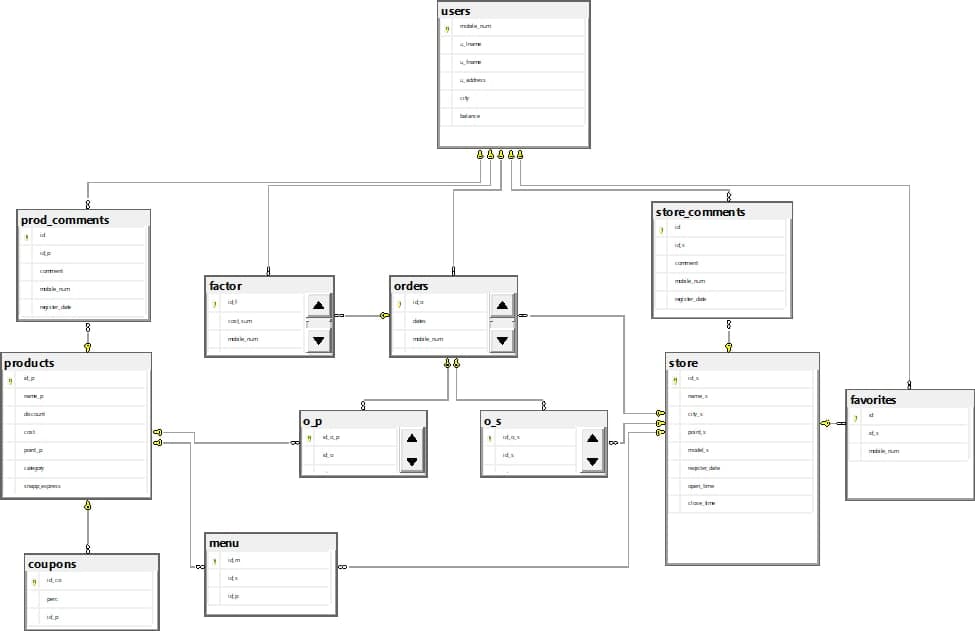 users
mobile_num
u_lname
u_fname
u_address
city
balance
prod_comments
id
id_p
comment
mobile_num
register_date
factor
id_f
cost_sum
mobile_num
orders
id_o
dates
mobile_num
store_comments
id
id_s
comment
mobile_num
register_date
products
id_p
name_p
discount
cost
point_p
category
snapp_express
store
id_s
name_s
city_s
point_s
model_s
register_date
open_time
close_time
favorites
id
id_s
mobile_num
o_p
id_o_p
id_o
o_s
id_o_s
id_s
menu
id_m
id_s
id_p
coupons
id_co
perc
id_p